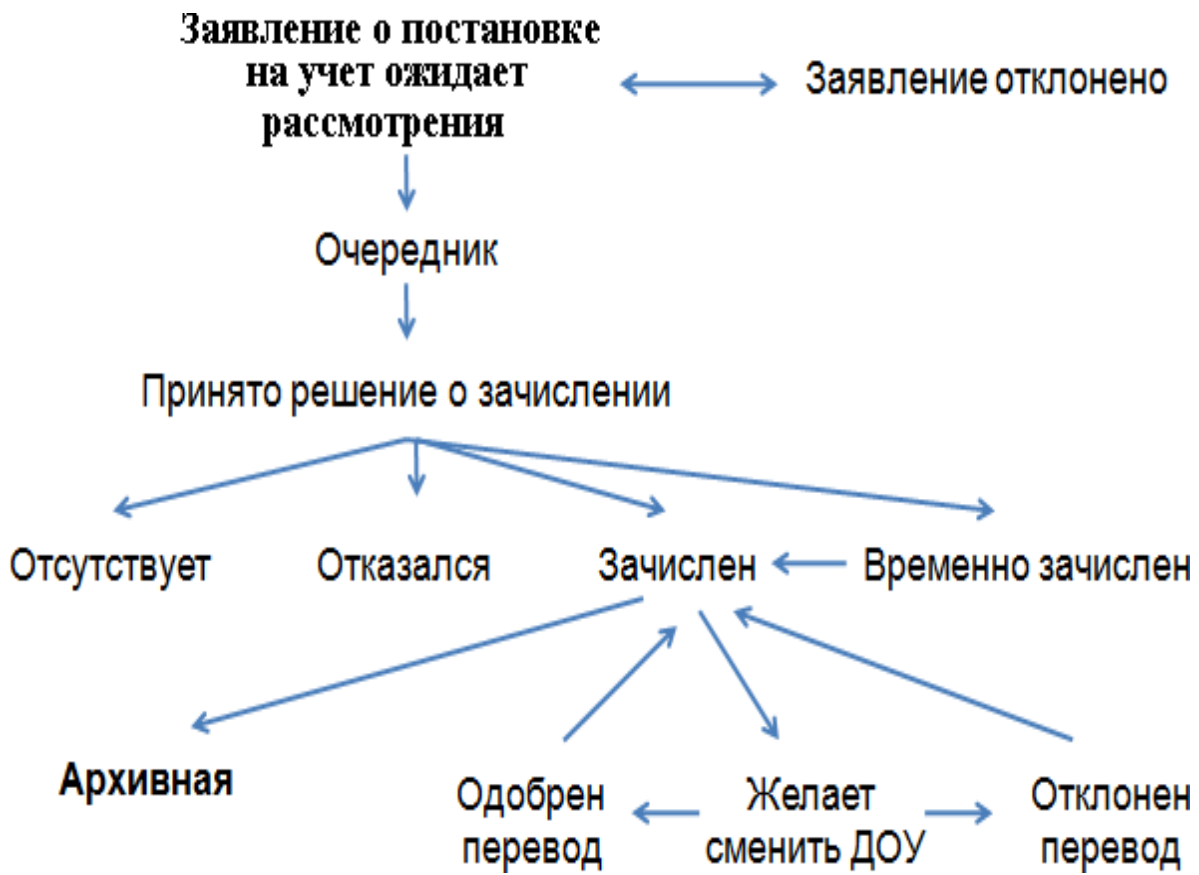 Заявление о постановке
на учет ожидает
рассмотрения
Заявление отклонено
Очередник
Принято решение о зачислении
Отсутствует
Отказался
Зачислен
Временно зачислен
Архивная
Одобрен
перевод
Желает
сменить ДОУ
Отклонен
перевод